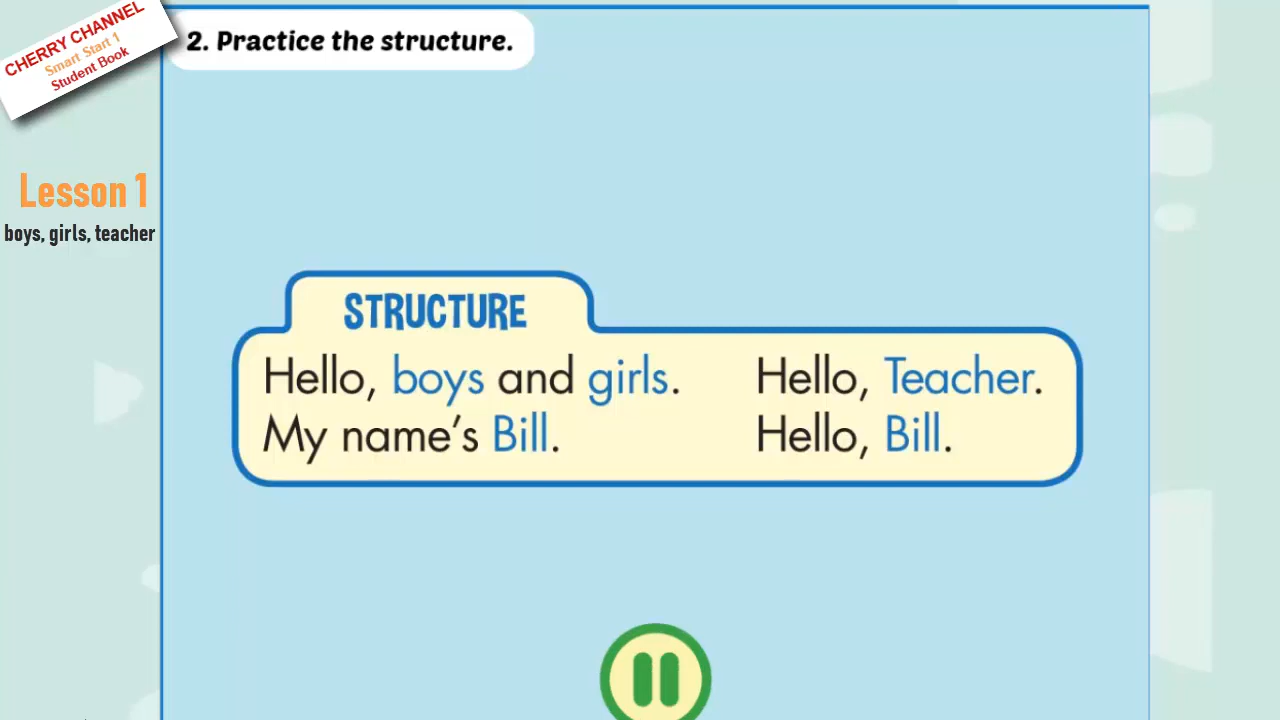 CHERRY CHANNEL
Smart Start 1
Student Book
2. Practice the structure.
Lesson 1
boys, girls, teacher
STRUCTURE
Hello, boys and girls.
My name's Bill.
Hello, Teacher.
Hello, Bill.